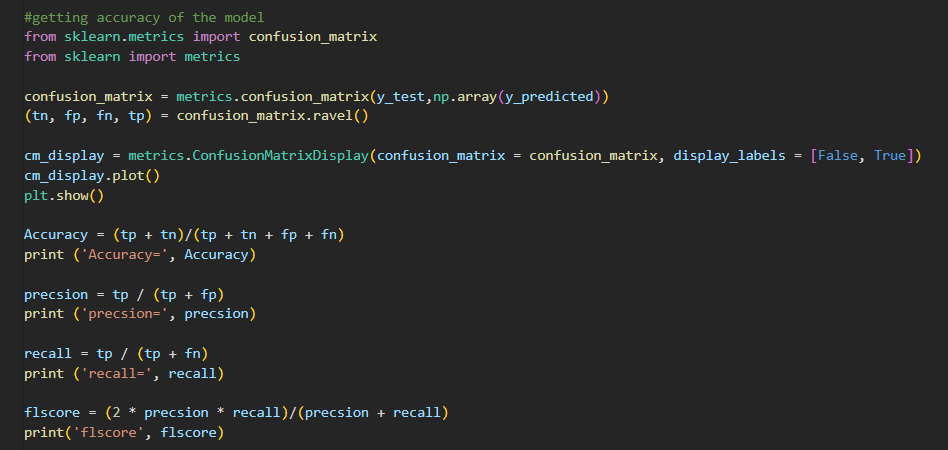 #getting accuracy of the model
from sklearn.metrics import confusion_matrix
from sklearn import metrics
confusion_matrix = metrics.confusion_matrix(y_test,np.array(y_predicted))
(tn, fp, fn, tp) = confusion_matrix.ravel()
cm_display = metrics.ConfusionMatrixDisplay(confusion_matrix = confusion_matrix, display_labels = [False, True])
cm_display.plot()
plt.show()
Accuracy = (tp + tn)/(tp + tn + fp + fn)
print ('Accuracy=', Accuracy)
precsion = tp / (tp + fp)
print ('precsion=', precsion)
recall = tp / (tp + fn)
print ('recall=', recall)
flscore = (2 * precsion * recall)/(precsion + recall)
print('flscore', flscore)